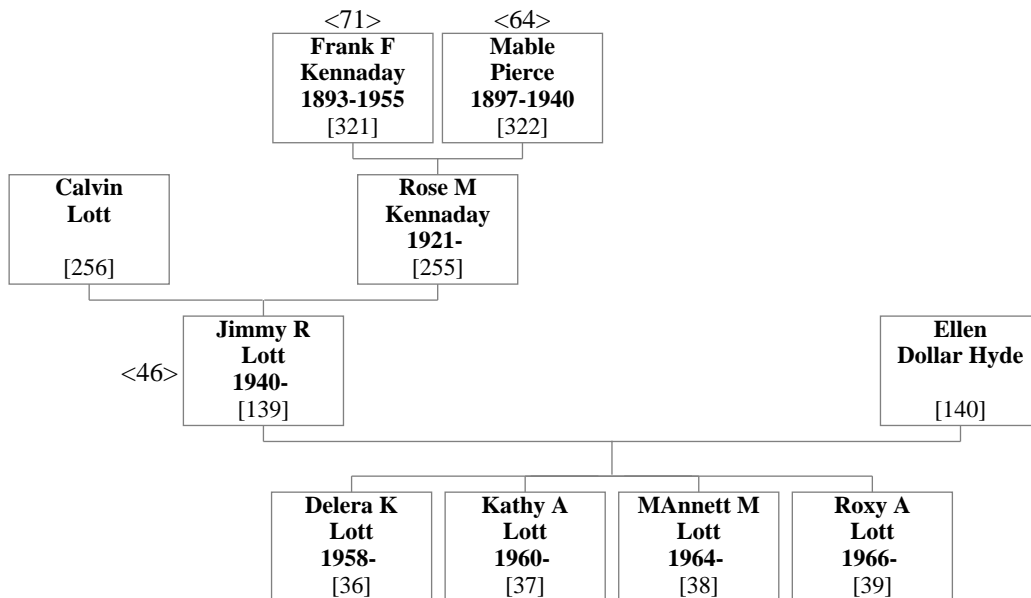 <71>
<64>
Frank F
Kennaday
1893-1955
[321]
Mable
Pierce
1897-1940
[322]
Calvin
Lott
[256]
Rose M
Kennaday
1921-
[255]
<46>
Jimmy R
Lott
1940-
[139]
Ellen
Dollar Hyde
[140]
Delera K
Lott
1958-
[36]
Kathy A
Lott
1960-
[37]
MAnnett M
Lott
1964-
[38]
Roxy A
Lott
1966-
[39]